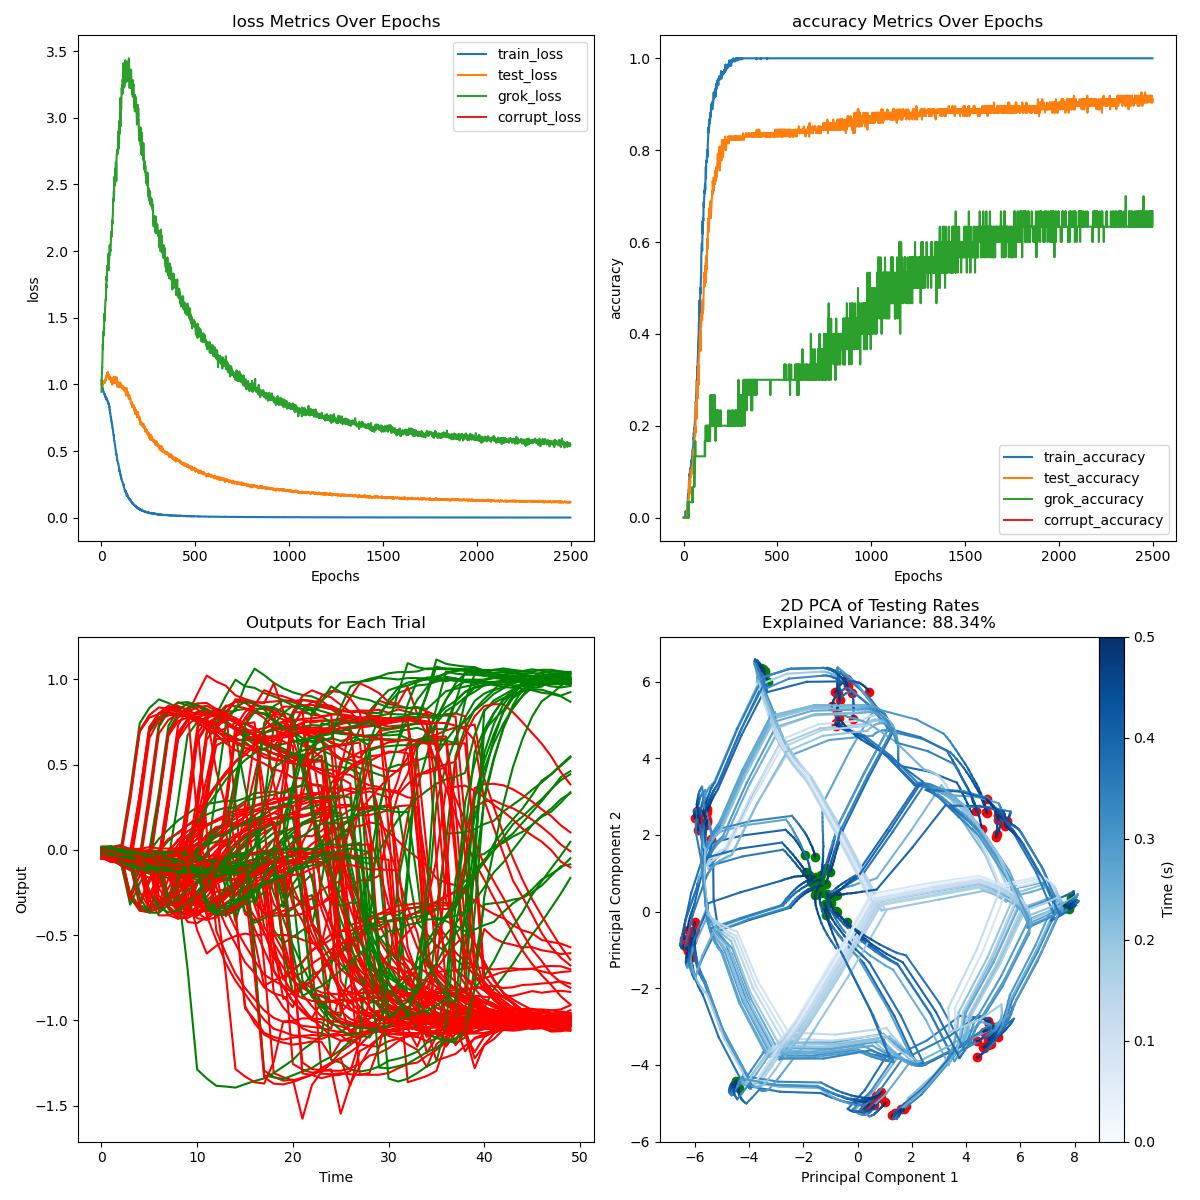 loss Metrics Over Epochs
3.5
3.0
2.5
2.0
1.5
1.0
0.5
0.0
loss
train_loss
test_loss
grok_loss
corrupt_loss
0
500
1000
1500
2000
2500
Epochs
accuracy Metrics Over Epochs
1.0
0.8
0.6
0.4
0.2
0.0
accuracy
train_accuracy
test_accuracy
grok_accuracy
corrupt_accuracy
0
500
1000
1500
2000
2500
Epochs
Outputs for Each Trial
1.0
0.5
0.0
−0.5
−1.0
−1.5
Output
0
10
20
30
40
50
Time
2D PCA of Testing Rates
Explained Variance: 88.34%
6
4
2
0
−2
−4
−6
Principal Component 2
−6
−4
−2
0
2
4
6
8
Principal Component 1
0.5
0.4
0.3
0.2
0.1
0.0
Time (s)